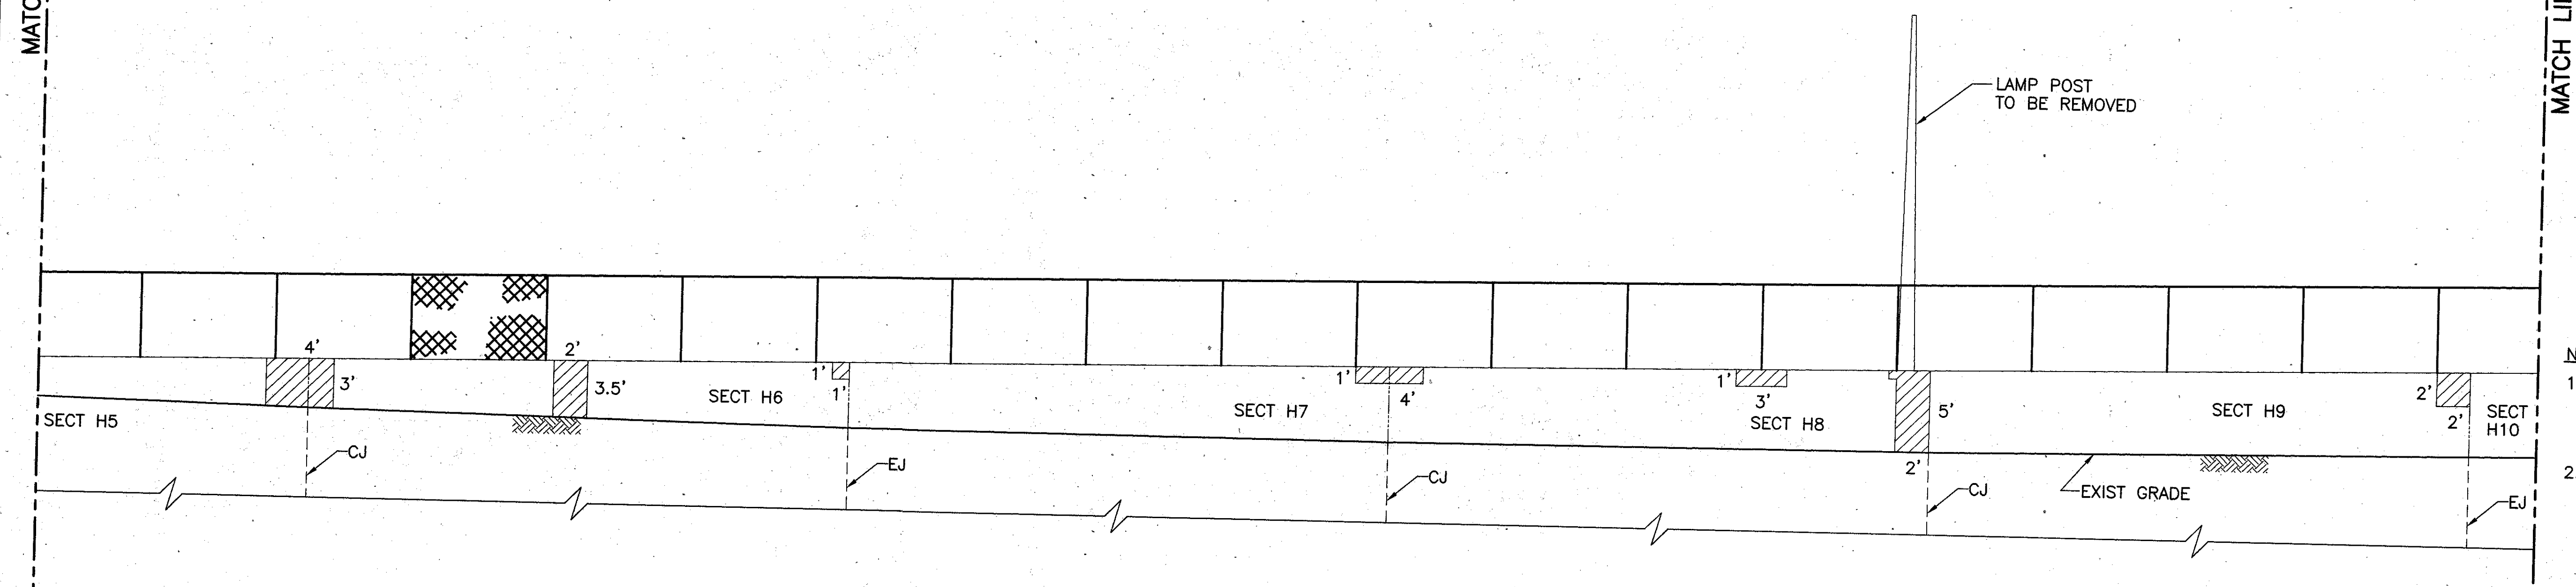 MATC
MATCH LI
LAMP POST
TO BE REMOVED
4'
3'
2'
3.5'
SECT H6
1'
1'
SECT H7
1'
4'
1'
3'
SECT H8
5'
2'
SECT H9
2'
2'
SECT
H10
N
1
2
SECT H5
CJ
EJ
CJ
CJ
EXIST GRADE
EJ